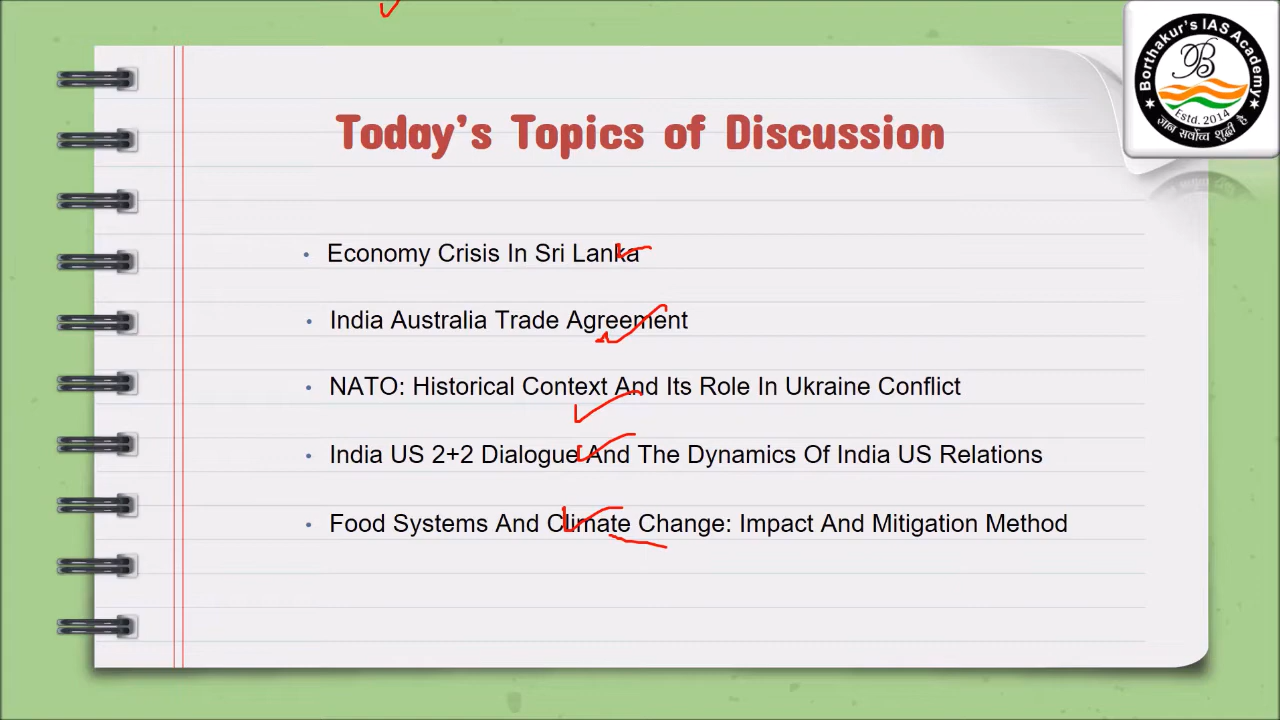 Borthakur's IAS Academy
B
Estd. 2014
ज्ञान सर्वोच्च शुद्धि है
Today's Topics of Discussion
• Economy Crisis In Sri Lanka
• India Australia Trade Agreement
• NATO: Historical Context And Its Role In Ukraine Conflict
• India US 2+2 Dialogue And The Dynamics Of India US Relations
• Food Systems And Climate Change: Impact And Mitigation Method